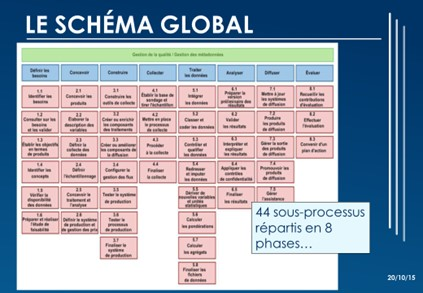 LE SCHÉMA GLOBAL
Gestion de la qualité / Gestion des métadonnées
Définir les
besoins
Concevoir
Construire
Collecter
Traiter
les données
Analyser
Diffuser
Évaluer
1.1
Identifier les
besoins
2.1
Concevoir les
produits
3.1
Construire les
outils de collecte
4.1
Établir la base de
sondage et
tirer l'échantillon
5.1
Intégrer
les données
6.1
Préparer la
version
préliminaire des
résultats
7.1
Mettre à jour
les systèmes
de diffusion
8.1
Recueillir les
contributions
d'évaluation
1.2
Consulter sur les
besoins
et les valider
2.2
Élaborer la
description des
variables
3.2
Créer ou enrichir
les composants
des traitements
4.2
Mettre en place
le processus
de collecte
5.2
Classer et
coder les données
6.2
Valider
les résultats
7.2
Produire
les produits
de diffusion
8.2
Effectuer
l'évaluation
1.3
Établir les objectifs
en termes
de produits
2.3
Définir la
collecte des
données
3.3
Créer ou améliorer
les composants de
la diffusion
4.3
Procéder
à la collecte
5.3
Contrôler et
qualifier
les données
6.3
Interpréter et
expliquer
les résultats
7.3
Gérer la sortie
des produits
de diffusion
8.3
Convenir d'un
plan d'action
1.4
Identifier les
concepts
2.4
Définir
l'échantillonnage
3.4
Configurer la
gestion des flux
4.4
Finaliser
la collecte
5.4
Redresser
et imputer
les données
6.4
Appliquer les
contrôles
de confidentialité
7.4
Promouvoir les
produits
de diffusion
1.5
Vérifier la
disponibilité
des données
2.5
Concevoir le
traitement et
l'analyse
3.5
Tester le système
de production
5.5
Dériver de
nouvelles variables
et unités
statistiques
6.5
Finaliser
les résultats
7.5
Gérer
l'assistance
1.6
Préparer et réaliser
l'étude de
faisabilité
2.6
Définir le système
de production et
de gestion des prix
3.6
Tester le
processus
de production
5.6
Calculer
les pondérations
3.7
Finaliser le
système
de production
5.7
Calculer
les agrégats
5.8
Finaliser les
fichiers
de données
44 sous-processus
répartis en 8
phases…
20/10/15